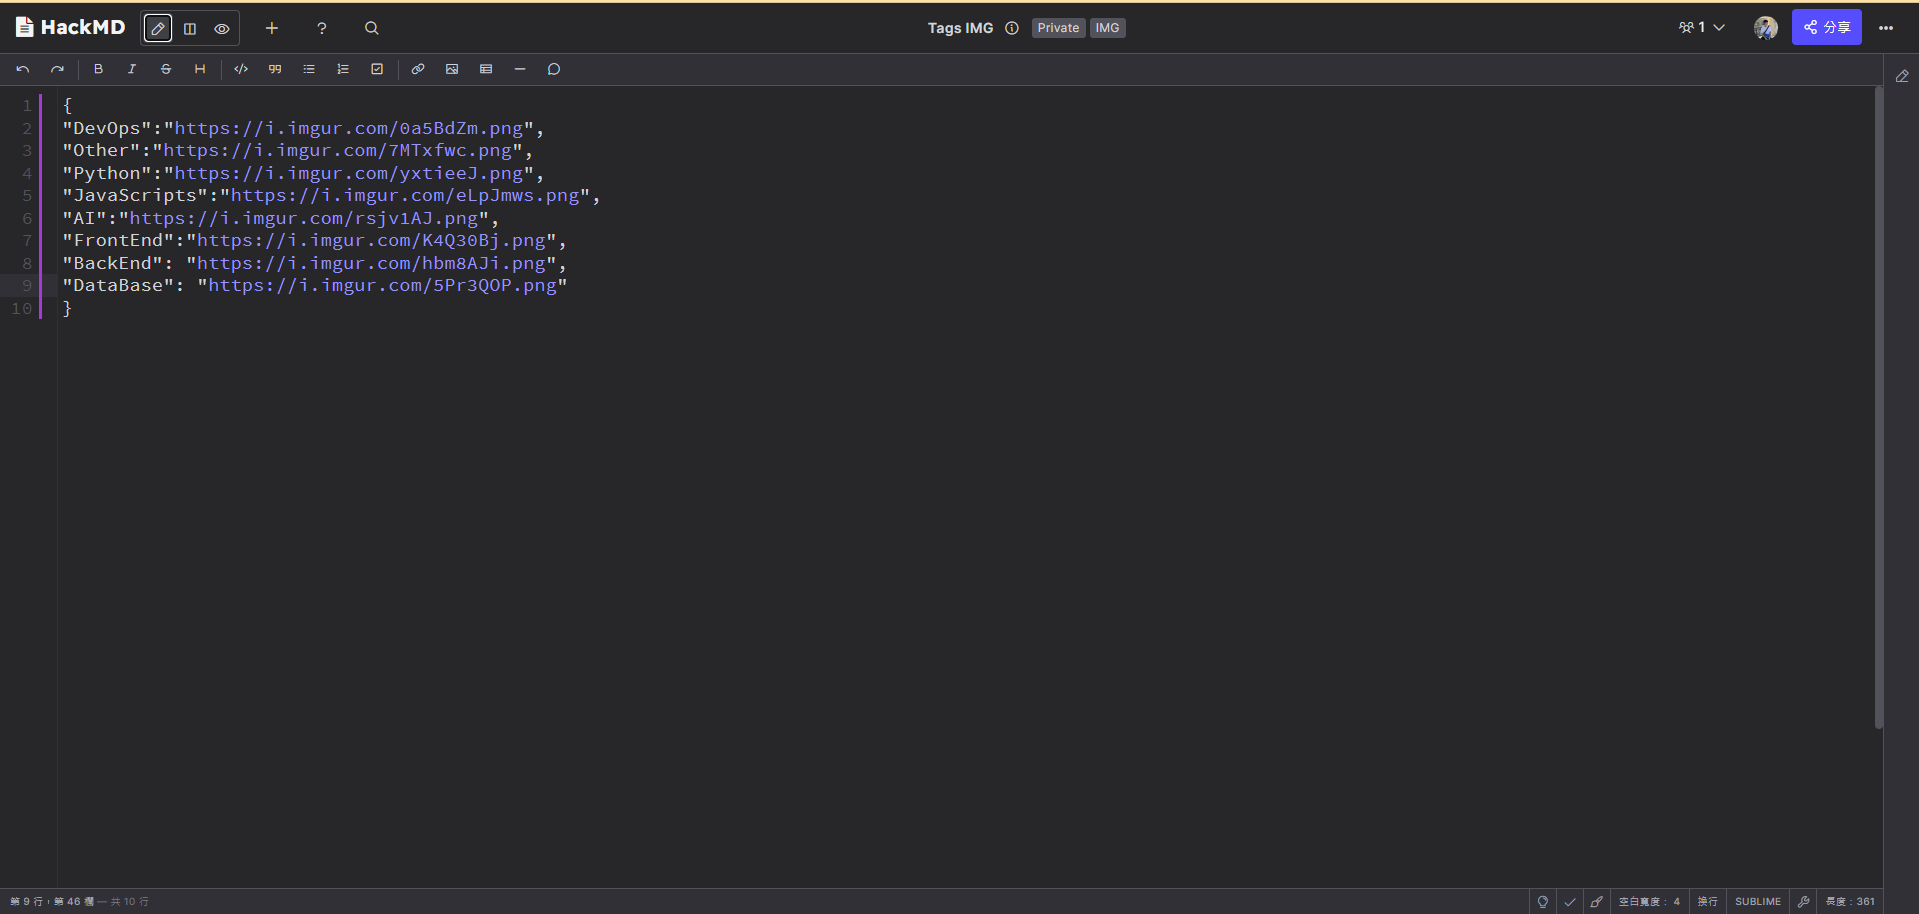 HackMD
Tags IMG
Private
IMG
1
分享
1 {
2 "DevOps":"https://i.imgur.com/0a5BdZm.png",
3 "Other":"https://i.imgur.com/7MTxfwc.png",
4 "Python":"https://i.imgur.com/yxtieeJ.png",
5 "JavaScripts":"https://i.imgur.com/eLpJmws.png",
6 "AI":"https://i.imgur.com/rsjv1AJ.png",
7 "FrontEnd":"https://i.imgur.com/K4Q30Bj.png",
8 "BackEnd": "https://i.imgur.com/hbm8AJi.png",
9 "DataBase": "https://i.imgur.com/5Pr3QOP.png"
10 }
第 9 行，第 46 欄 — 共 10 行
空白寬度： 4
換行
SUBLIME
長度：361